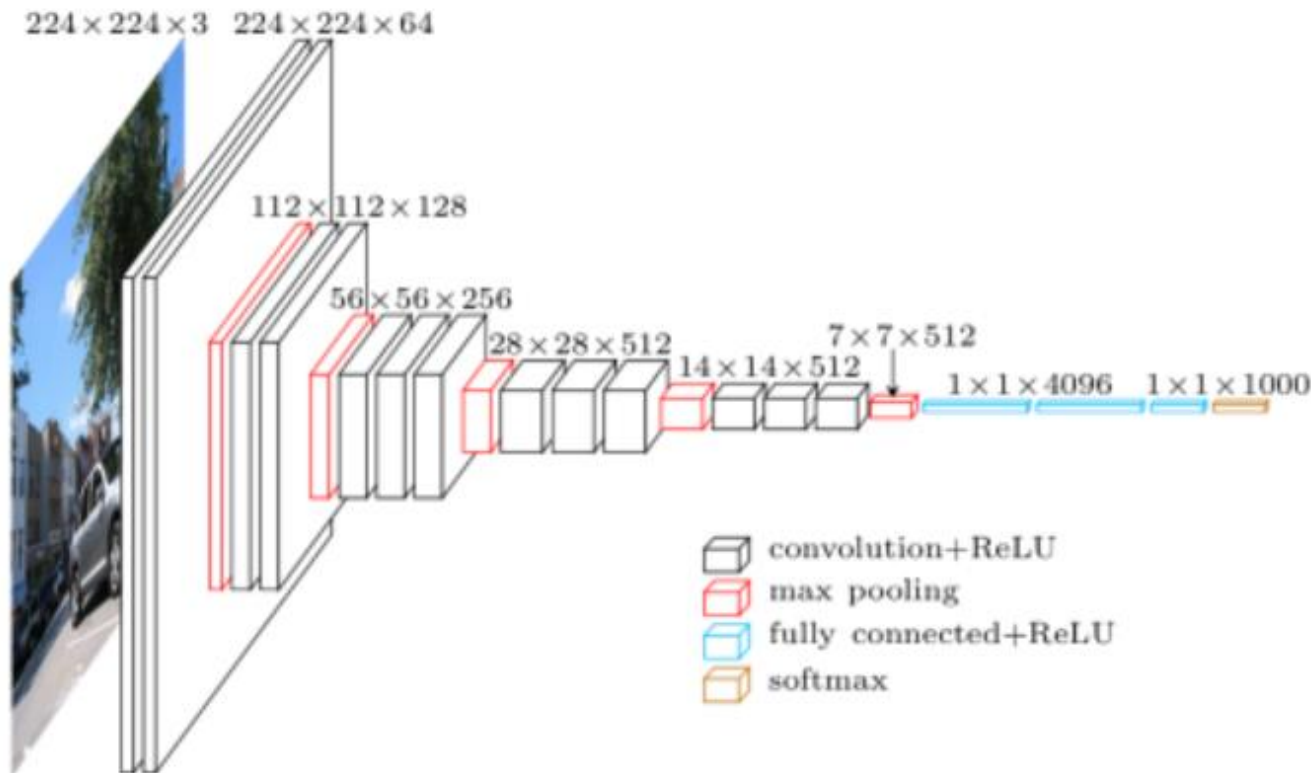 224×224×3
224×224×64
112×112×128
56×56×256
28×28×512
14×14×512
7×7×512
1×1×4096
1×1×1000
convolution+ReLU
max pooling
fully connected+ReLU
softmax